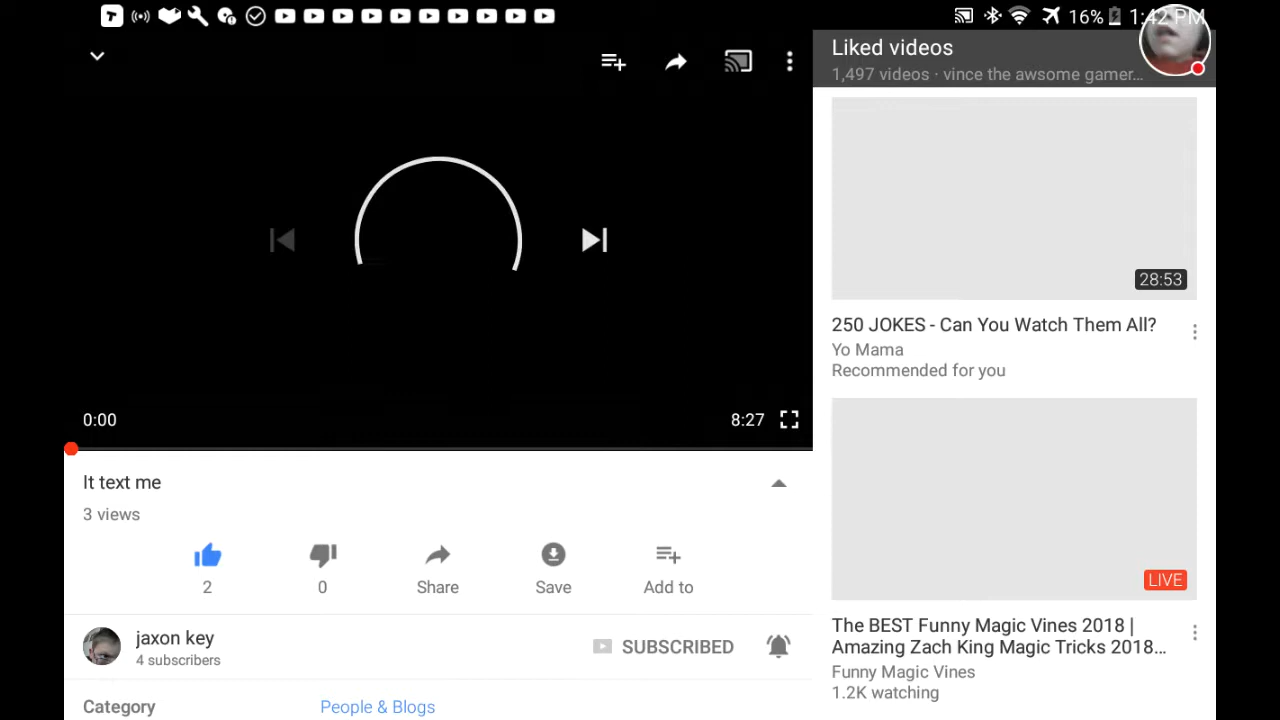 16% 1:42 PM
Liked videos
1,497 videos · vince the awsome gamer...
0:00
8:27
It text me
3 views
2
0
Share
Save
Add to
jaxon key
4 subscribers
SUBSCRIBED
Category
People & Blogs
28:53
250 JOKES - Can You Watch Them All?
Yo Mama
Recommended for you
LIVE
The BEST Funny Magic Vines 2018 |
Amazing Zach King Magic Tricks 2018...
Funny Magic Vines
1.2K watching